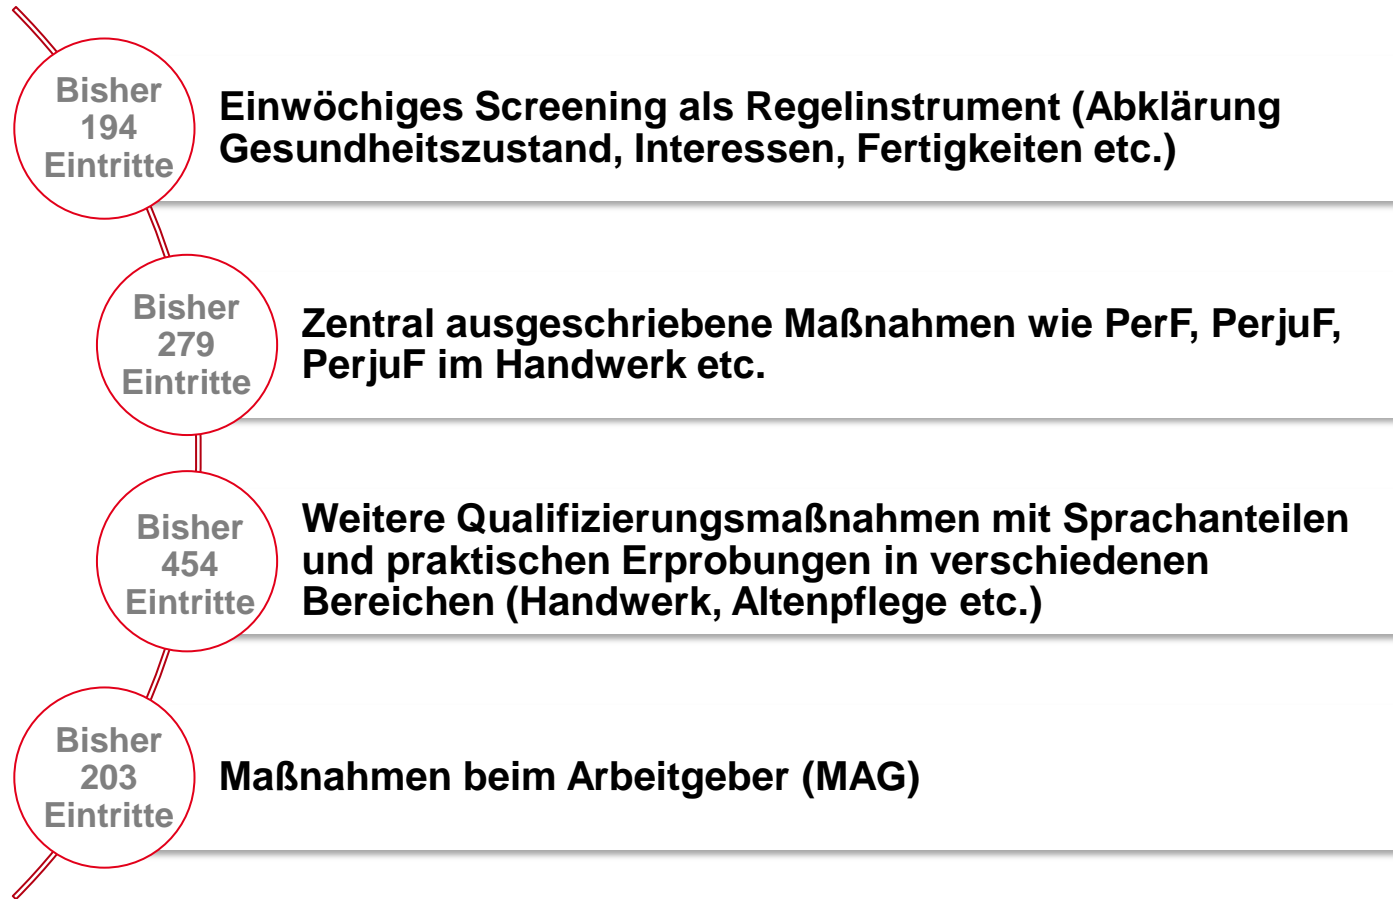 Bisher
194
Eintritte
Einwöchiges Screening als Regelinstrument (Abklärung
Gesundheitszustand, Interessen, Fertigkeiten etc.)
Bisher
279
Eintritte
Zentral ausgeschriebene Maßnahmen wie PerF, PerjuF,
PerjuF im Handwerk etc.
Bisher
454
Eintritte
Weitere Qualifizierungsmaßnahmen mit Sprachanteilen
und praktischen Erprobungen in verschiedenen
Bereichen (Handwerk, Altenpflege etc.)
Bisher
203
Eintritte
Maßnahmen beim Arbeitgeber (MAG)